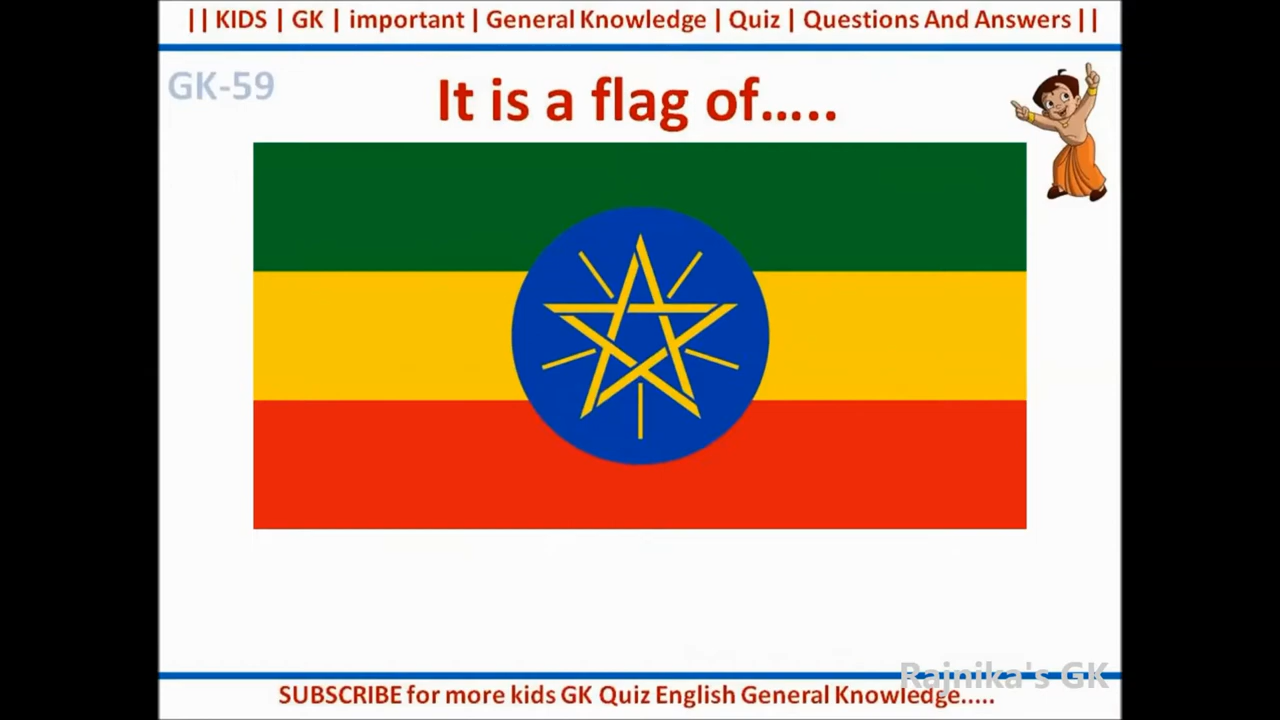 || KIDS | GK | important | General Knowledge | Quiz | Questions And Answers ||
GK-59
It is a flag of.....
Rajnika's GK
SUBSCRIBE for more kids GK Quiz English General Knowledge.....